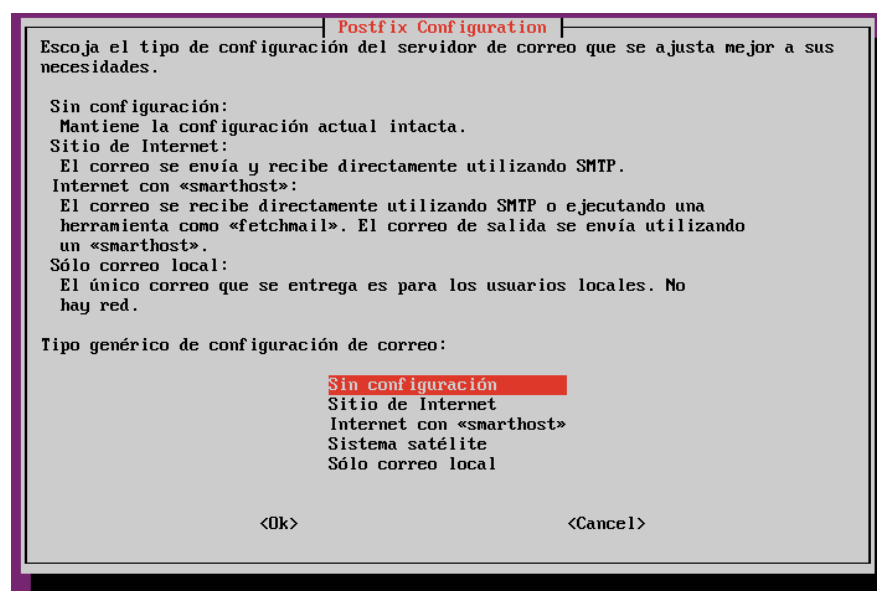 Postfix Configuration
Escoja el tipo de configuración del servidor de correo que se ajusta mejor a sus
necesidades.
Sin configuración:
Mantiene la configuración actual intacta.
Sitio de Internet:
El correo se envía y recibe directamente utilizando SMTP.
Internet con «smarthost»:
El correo se recibe directamente utilizando SMTP o ejecutando una
herramienta como «fetchmail». El correo de salida se envía utilizando
un «smarthost».
Sólo correo local:
El único correo que se entrega es para los usuarios locales. No
hay red.
Tipo genérico de configuración de correo:
Sin configuración
Sitio de Internet
Internet con «smarthost»
Sistema satélite
Sólo correo local
<Ok> <Cancel>